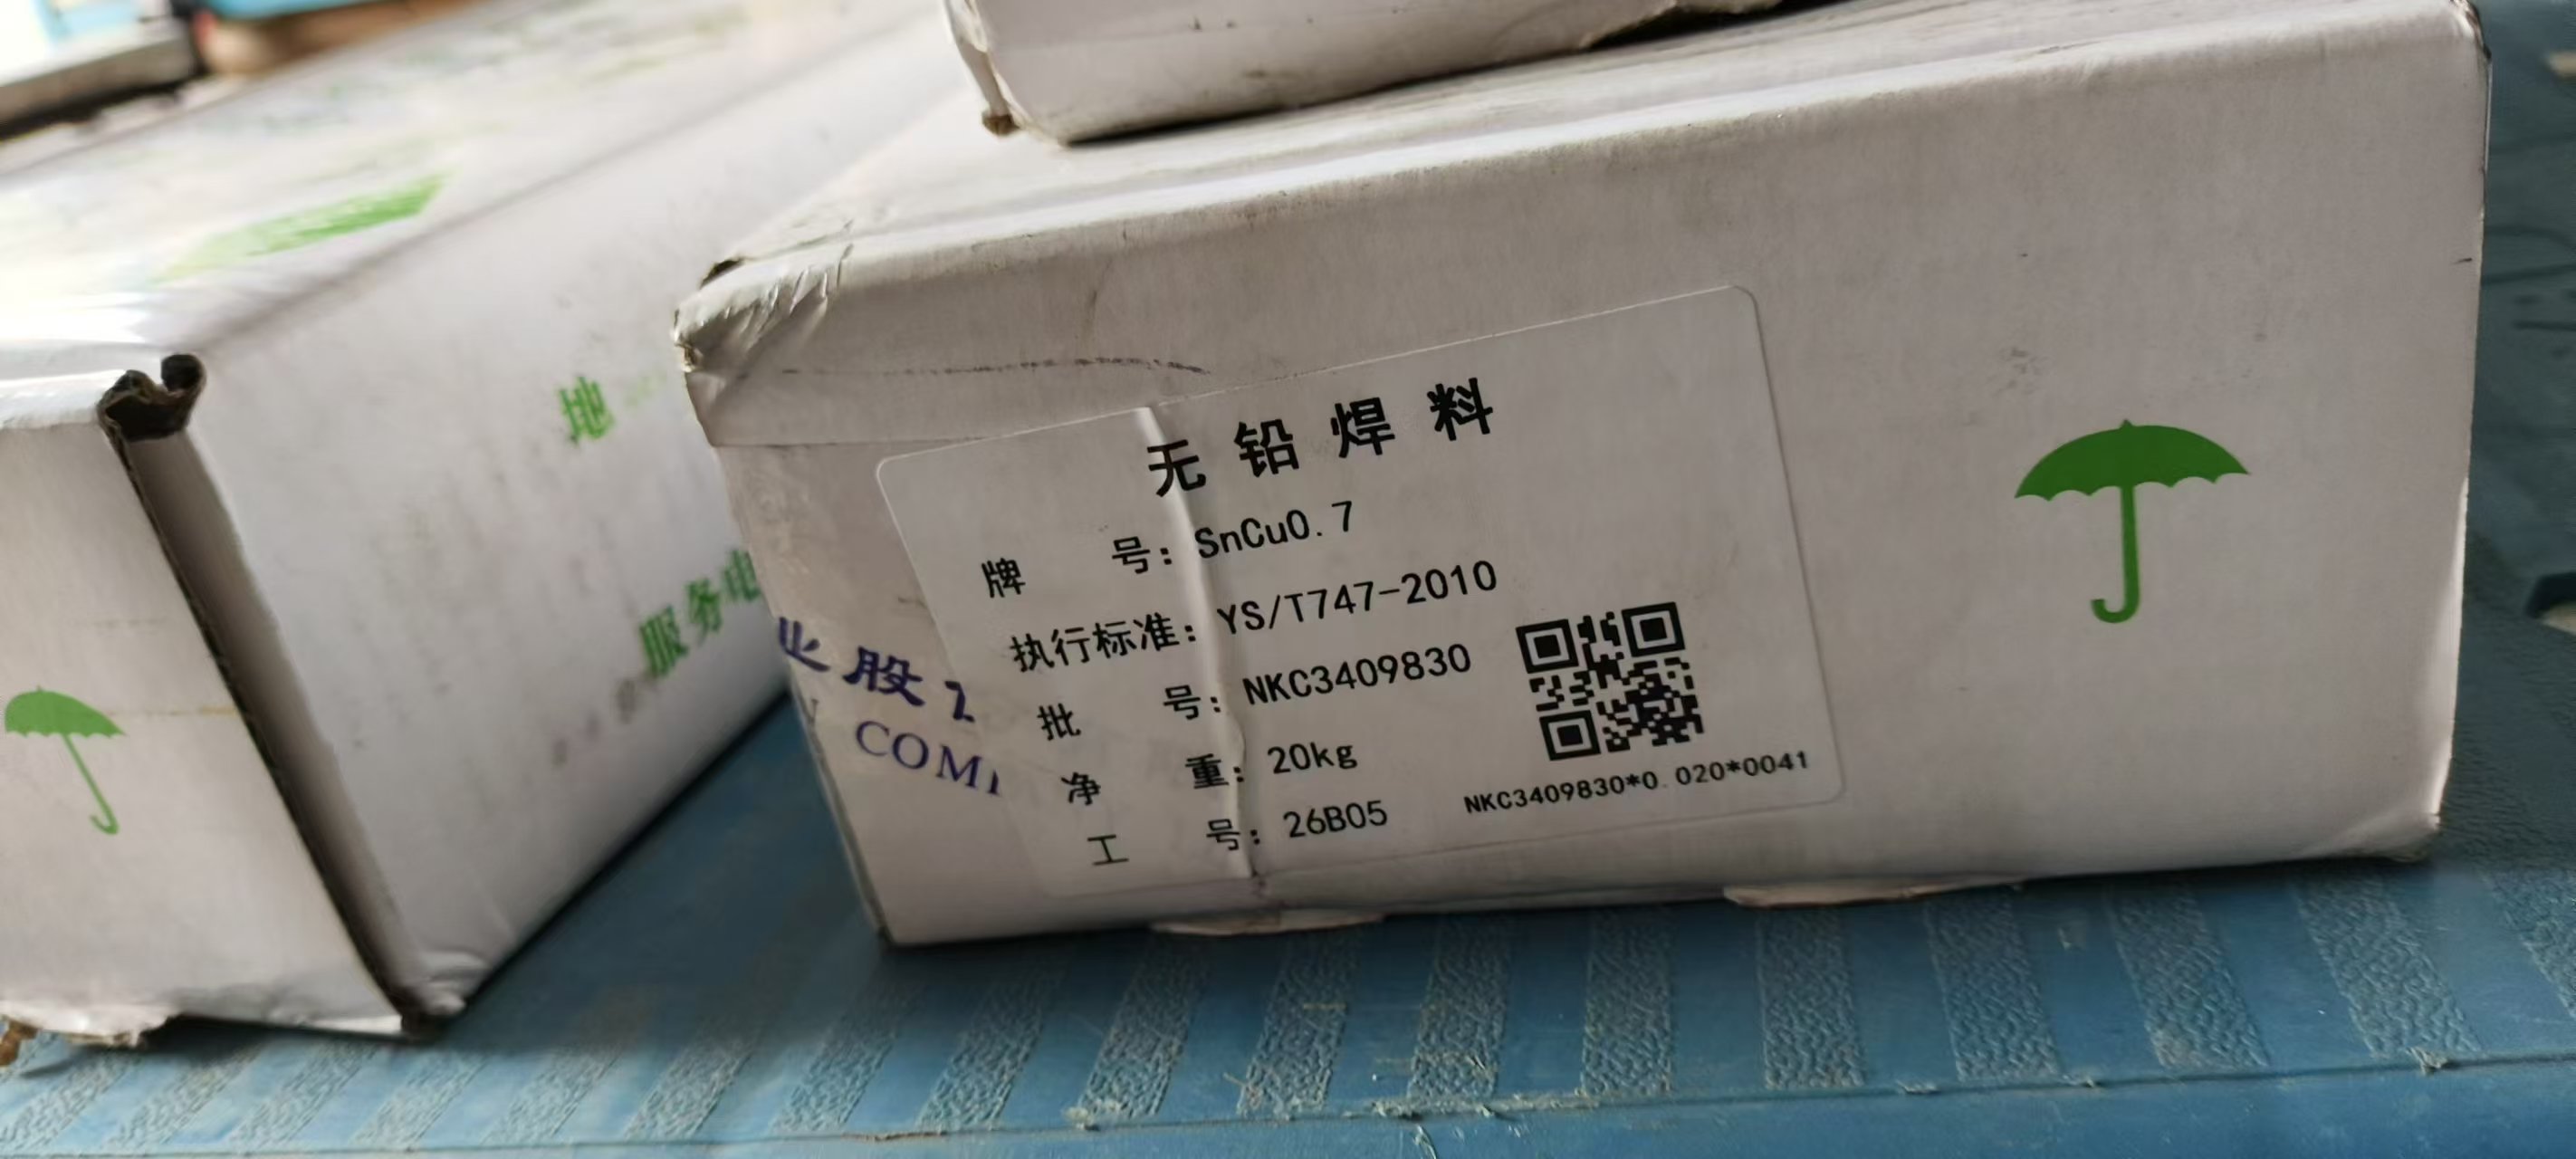 无铅焊料
牌 号：SnCu0.7
执行标准：YS/T747-2010
批 号：NKC3409830
净 重：20kg
工 号：26B05
NKC3409830*0.020*0041
业股
COM
地
服务电